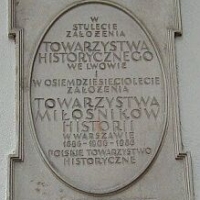 W
STULECIE
ZAŁOŻENIA
TOWARZYSTWA
HISTORYCZNEGO
WE LWOWIE
I
W OSIEMDZIESIĘCIOLECIE
ZAŁOŻENIA
TOWARZYSTWA
MIŁOŚNIKÓW
HISTORII
W WARSZAWIE
1886-1906-1986
POLSKIE TOWARZYSTWO
HISTORYCZNE